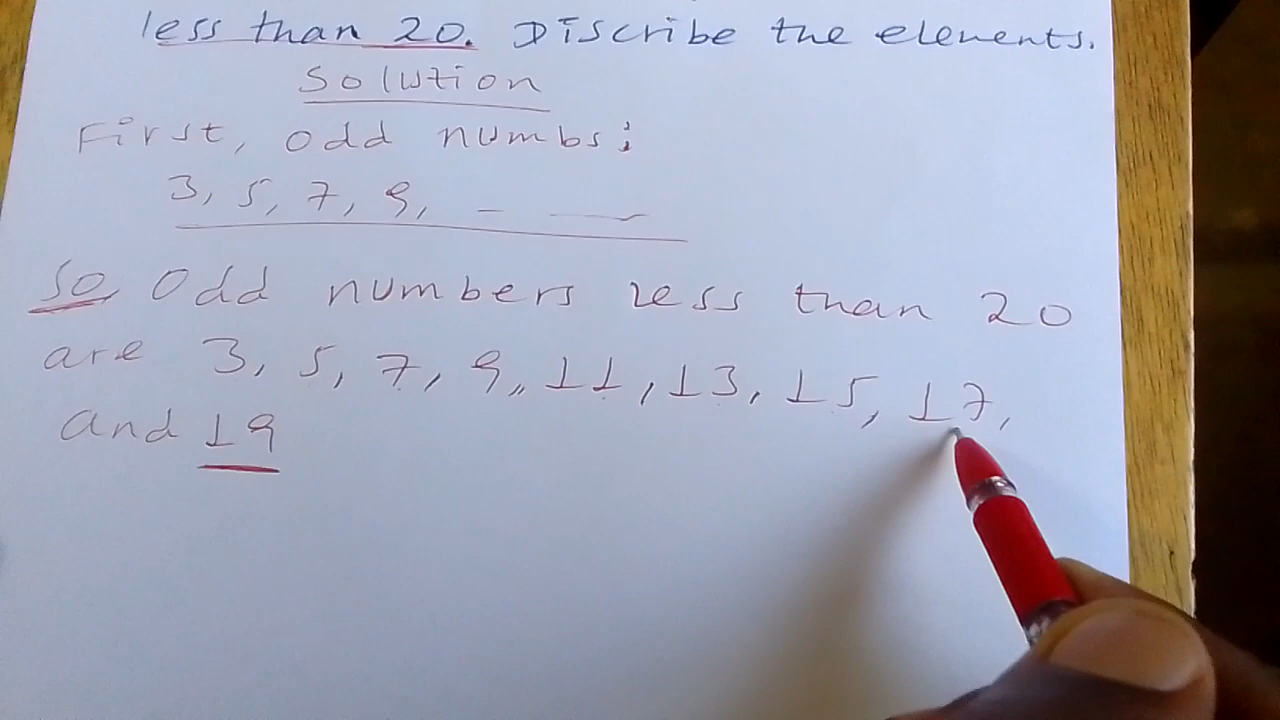 less than 20. Discribe the elements.
Solution
First, odd numbs:
3, 5, 7, 9, - —
So, Odd numbers less than 20
are 3, 5, 7, 9,, 11, 13, 15, 17,
and 19